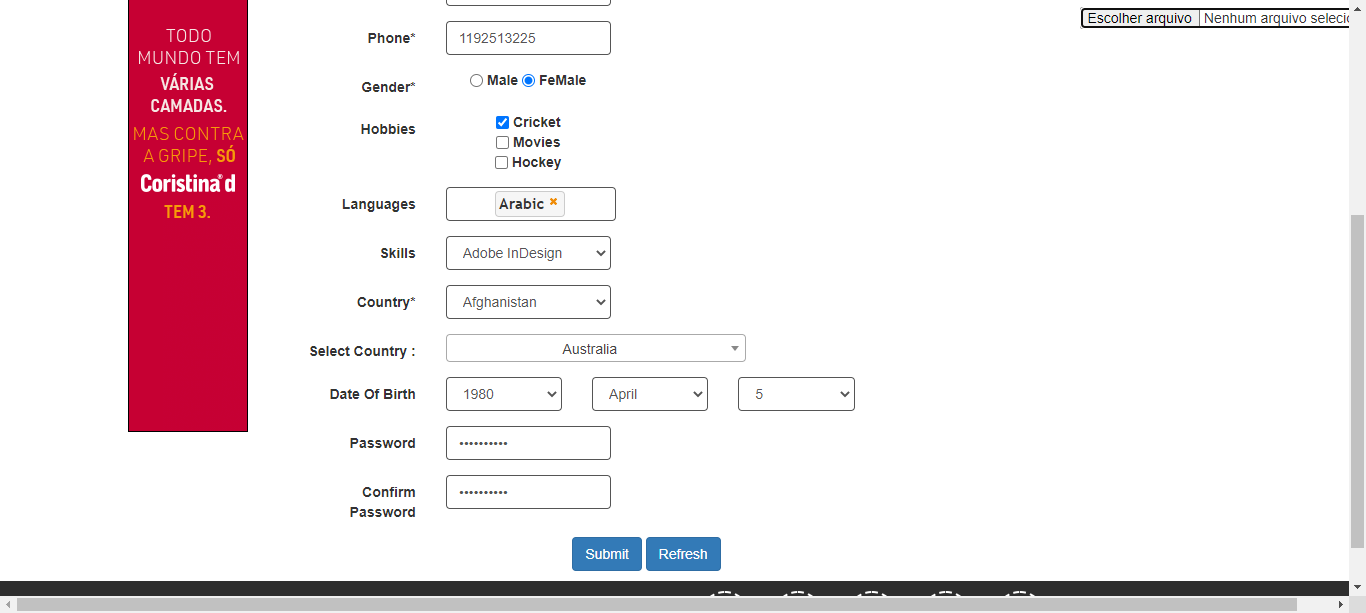 TODO
MUNDO TEM
VÁRIAS
CAMADAS.
MAS CONTRA
A GRIPE, SÓ
Coristina®d
TEM 3.
Escolher arquivo Nenhum arquivo selecio
Phone* 1192513225
Gender* Male FeMale
Hobbies Cricket
Movies
Hockey
Languages Arabic ×
Skills Adobe InDesign
Country* Afghanistan
Select Country : Australia
Date Of Birth 1980 April 5
Password ••••••••••
Confirm
Password ••••••••••
Submit Refresh